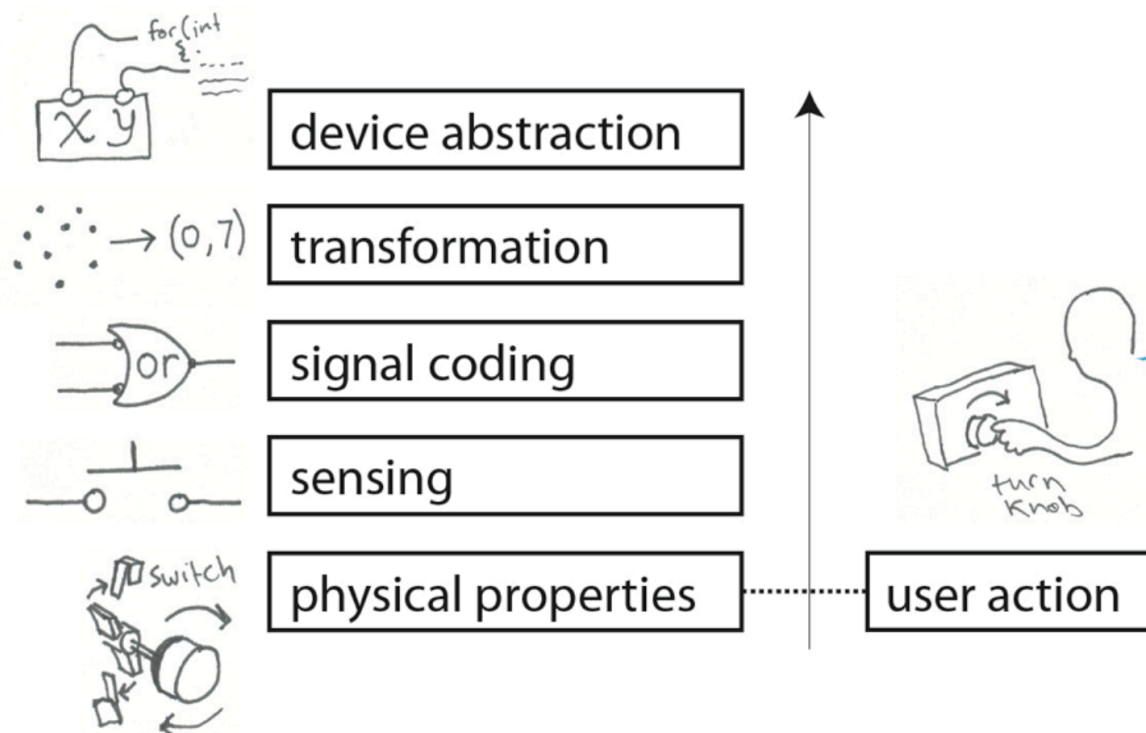 for(int
{.
X Y
device abstraction
→ (0,7)
transformation
or
signal coding
sensing
turn
knob
switch
physical properties
user action